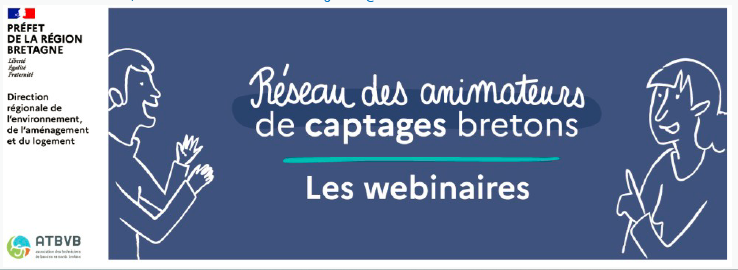 PRÉFET
DE LA RÉGION
BRETAGNE
Liberté
Égalité
Fraternité
Direction
régionale de
l'environnement,
de l'aménagement
et du logement
Réseau des animateurs
de captages bretons
Les webinaires
ATBVB